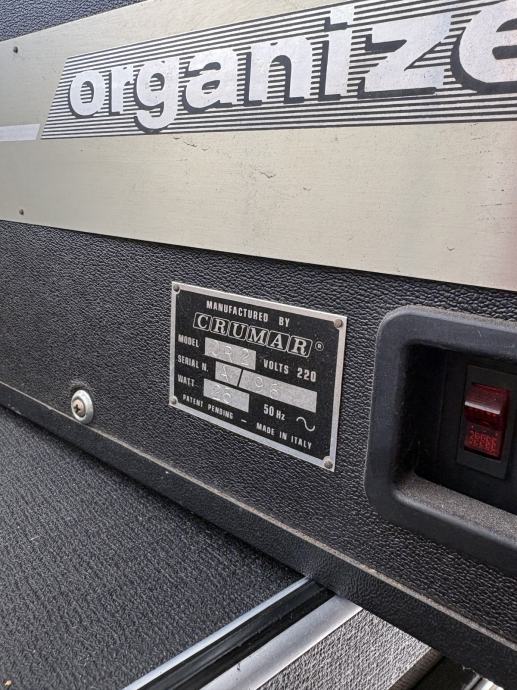 organize
MANUFACTURED BY
CRUMAR ®
MODEL VOLTS 220
SERIAL N. A/
WATT 50 Hz
PATENT PENDING — MADE IN ITALY